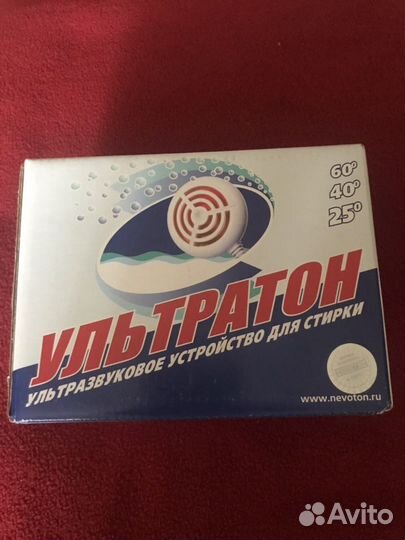 60°
40°
25°
УЛЬТРАТОН
УЛЬТРАЗВУКОВОЕ УСТРОЙСТВО ДЛЯ СТИРКИ
www.nevoton.ru
Avito